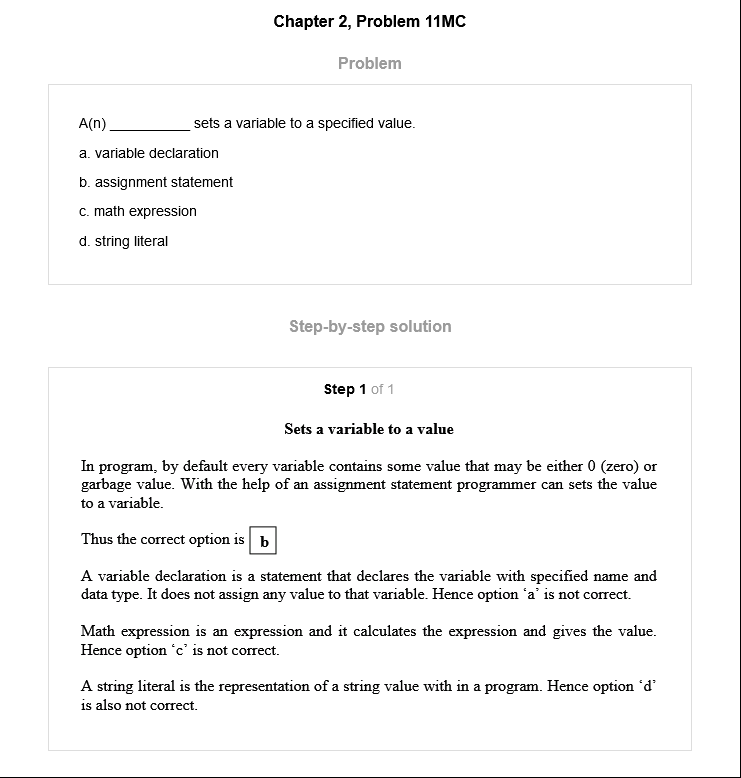 Chapter 2, Problem 11MC
Problem
A(n) __________ sets a variable to a specified value.
a. variable declaration
b. assignment statement
c. math expression
d. string literal
Step-by-step solution
Step 1 of 1
Sets a variable to a value
In program, by default every variable contains some value that may be either 0 (zero) or
garbage value. With the help of an assignment statement programmer can sets the value
to a variable.
Thus the correct option is b
A variable declaration is a statement that declares the variable with specified name and
data type. It does not assign any value to that variable. Hence option ‘a’ is not correct.
Math expression is an expression and it calculates the expression and gives the value.
Hence option ‘c’ is not correct.
A string literal is the representation of a string value with in a program. Hence option ‘d’
is also not correct.